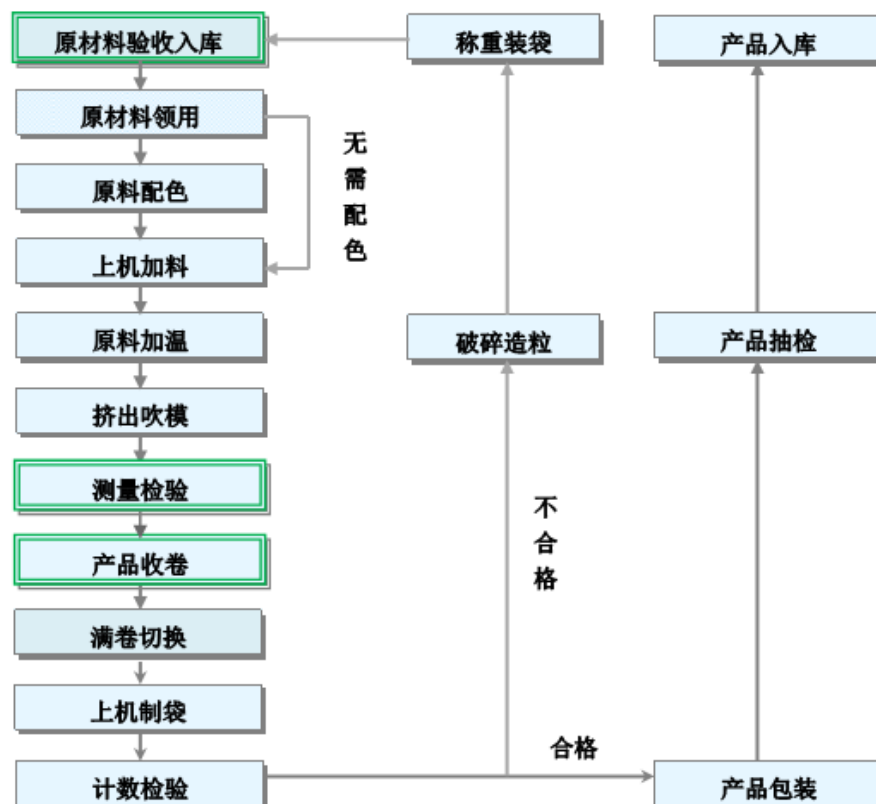 原材料验收入库
称重装袋
产品入库
原材料领用
无需配色
原料配色
上机加料
原料加温
破碎造粒
产品抽检
挤出吹模
测量检验
不合格
产品收卷
满卷切换
上机制袋
合格
计数检验
产品包装